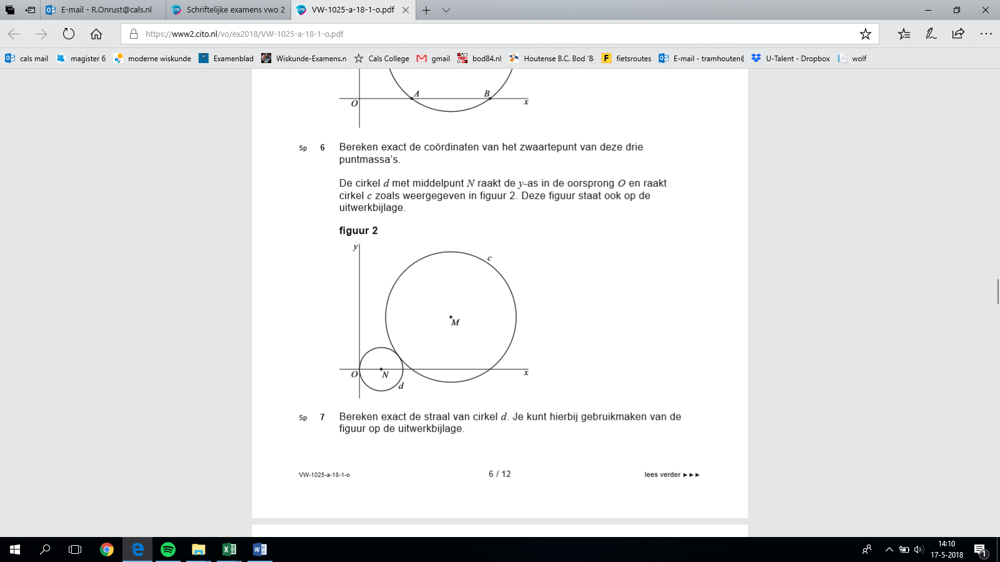 E-mail - R.Onrust@cals.nl
Schriftelijke examens vwo 2
VW-1025-a-18-1-o.pdf
https://www2.cito.nl/vo/ex2018/VW-1025-a-18-1-o.pdf
cals mail
magister 6
moderne wiskunde
Examenblad
Wiskunde-Examens.n
Cals College
gmail
bod84.nl
Houtense B.C. Bod '8
fietsroutes
E-mail - tramhouten@
U-Talent - Dropbox
wolf
A
B
O
x
5p 6 Bereken exact de coördinaten van het zwaartepunt van deze drie
puntmassa's.
De cirkel d met middelpunt N raakt de y-as in de oorsprong O en raakt
cirkel c zoals weergegeven in figuur 2. Deze figuur staat ook op de
uitwerkbijlage.
figuur 2
y
c
M
O
N
x
d
5p 7 Bereken exact de straal van cirkel d. Je kunt hierbij gebruikmaken van de
figuur op de uitwerkbijlage.
VW-1025-a-18-1-o
6 / 12
lees verder ►►►
14:10
17-5-2018
1